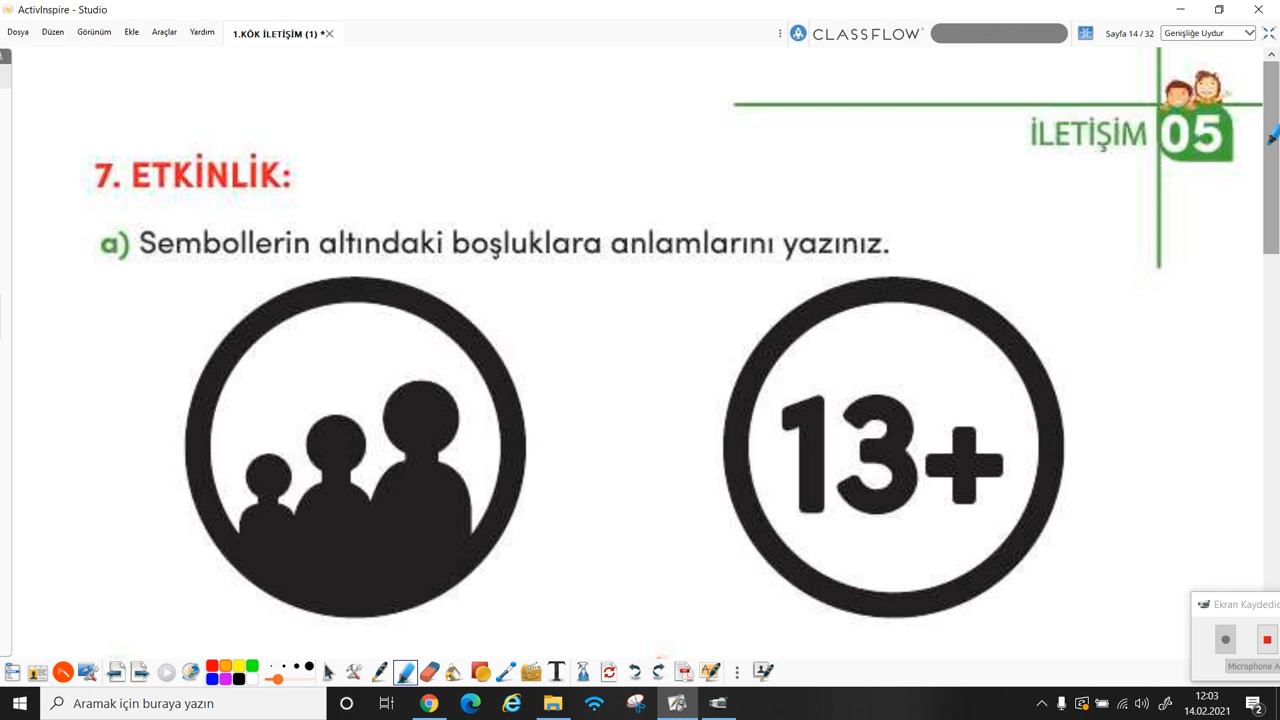 ActivInspire - Studio
Dosya Düzen Görünüm Ekle Araçlar Yardım
1.KÖK İLETİŞİM (1) *
CLASSFLOW
Sayfa 14 / 32
Genişliğe Uydur
İLETİŞİM 05
7. ETKİNLİK:
a) Sembollerin altındaki boşluklara anlamlarını yazınız.
13+
Ekran Kaydedic
Microphone A
T
Aramak için buraya yazın
12:03
14.02.2021
2